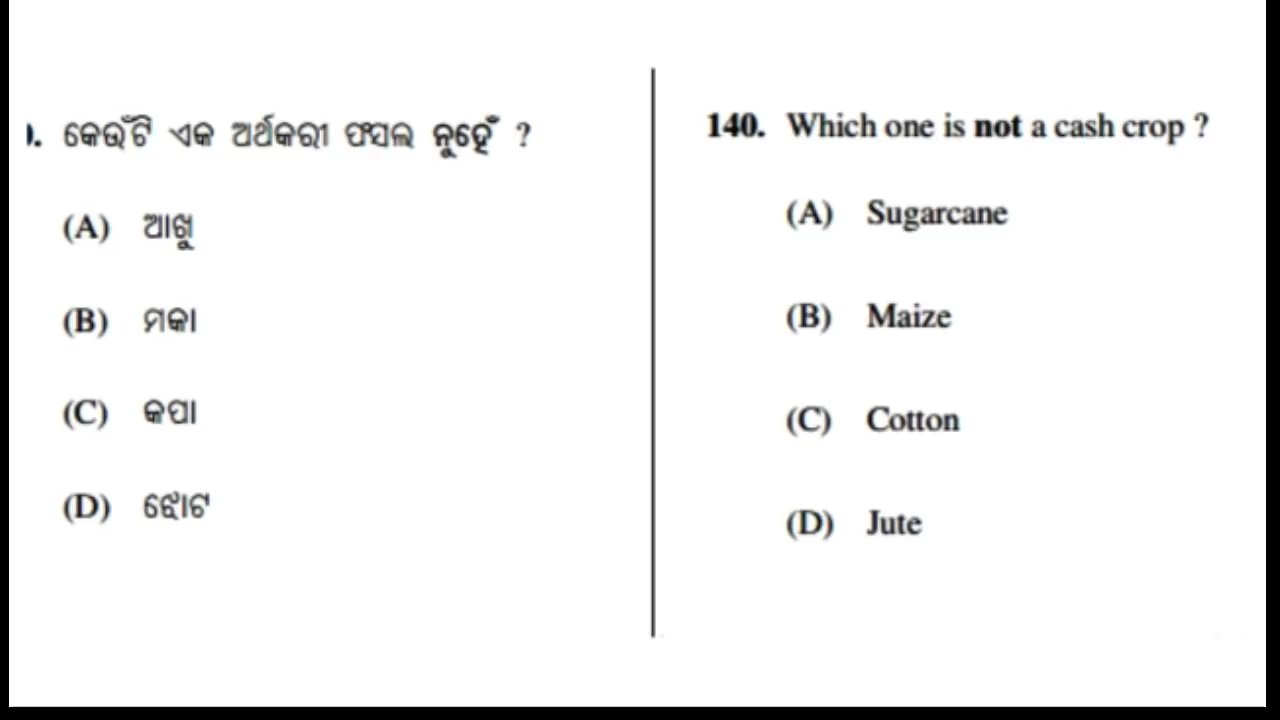 . କେଉଁଟି ଏକ ଅର୍ଥକରୀ ଫସଲ ନୁହେଁ ?
(A) ଆଖୁ
(B) ମକା
(C) କପା
(D) ଝୋଟ
140. Which one is not a cash crop ?
(A) Sugarcane
(B) Maize
(C) Cotton
(D) Jute